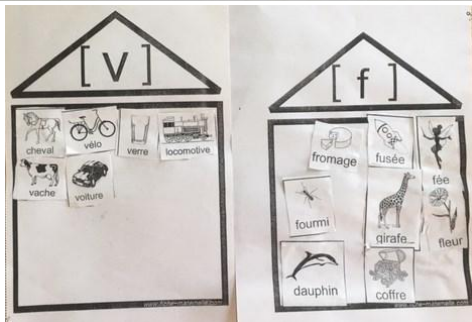 [ v ]
cheval
vélo
verre
locomotive
vache
voiture
[ f ]
fromage
fusée
fée
fourmi
girafe
fleur
dauphin
coffre